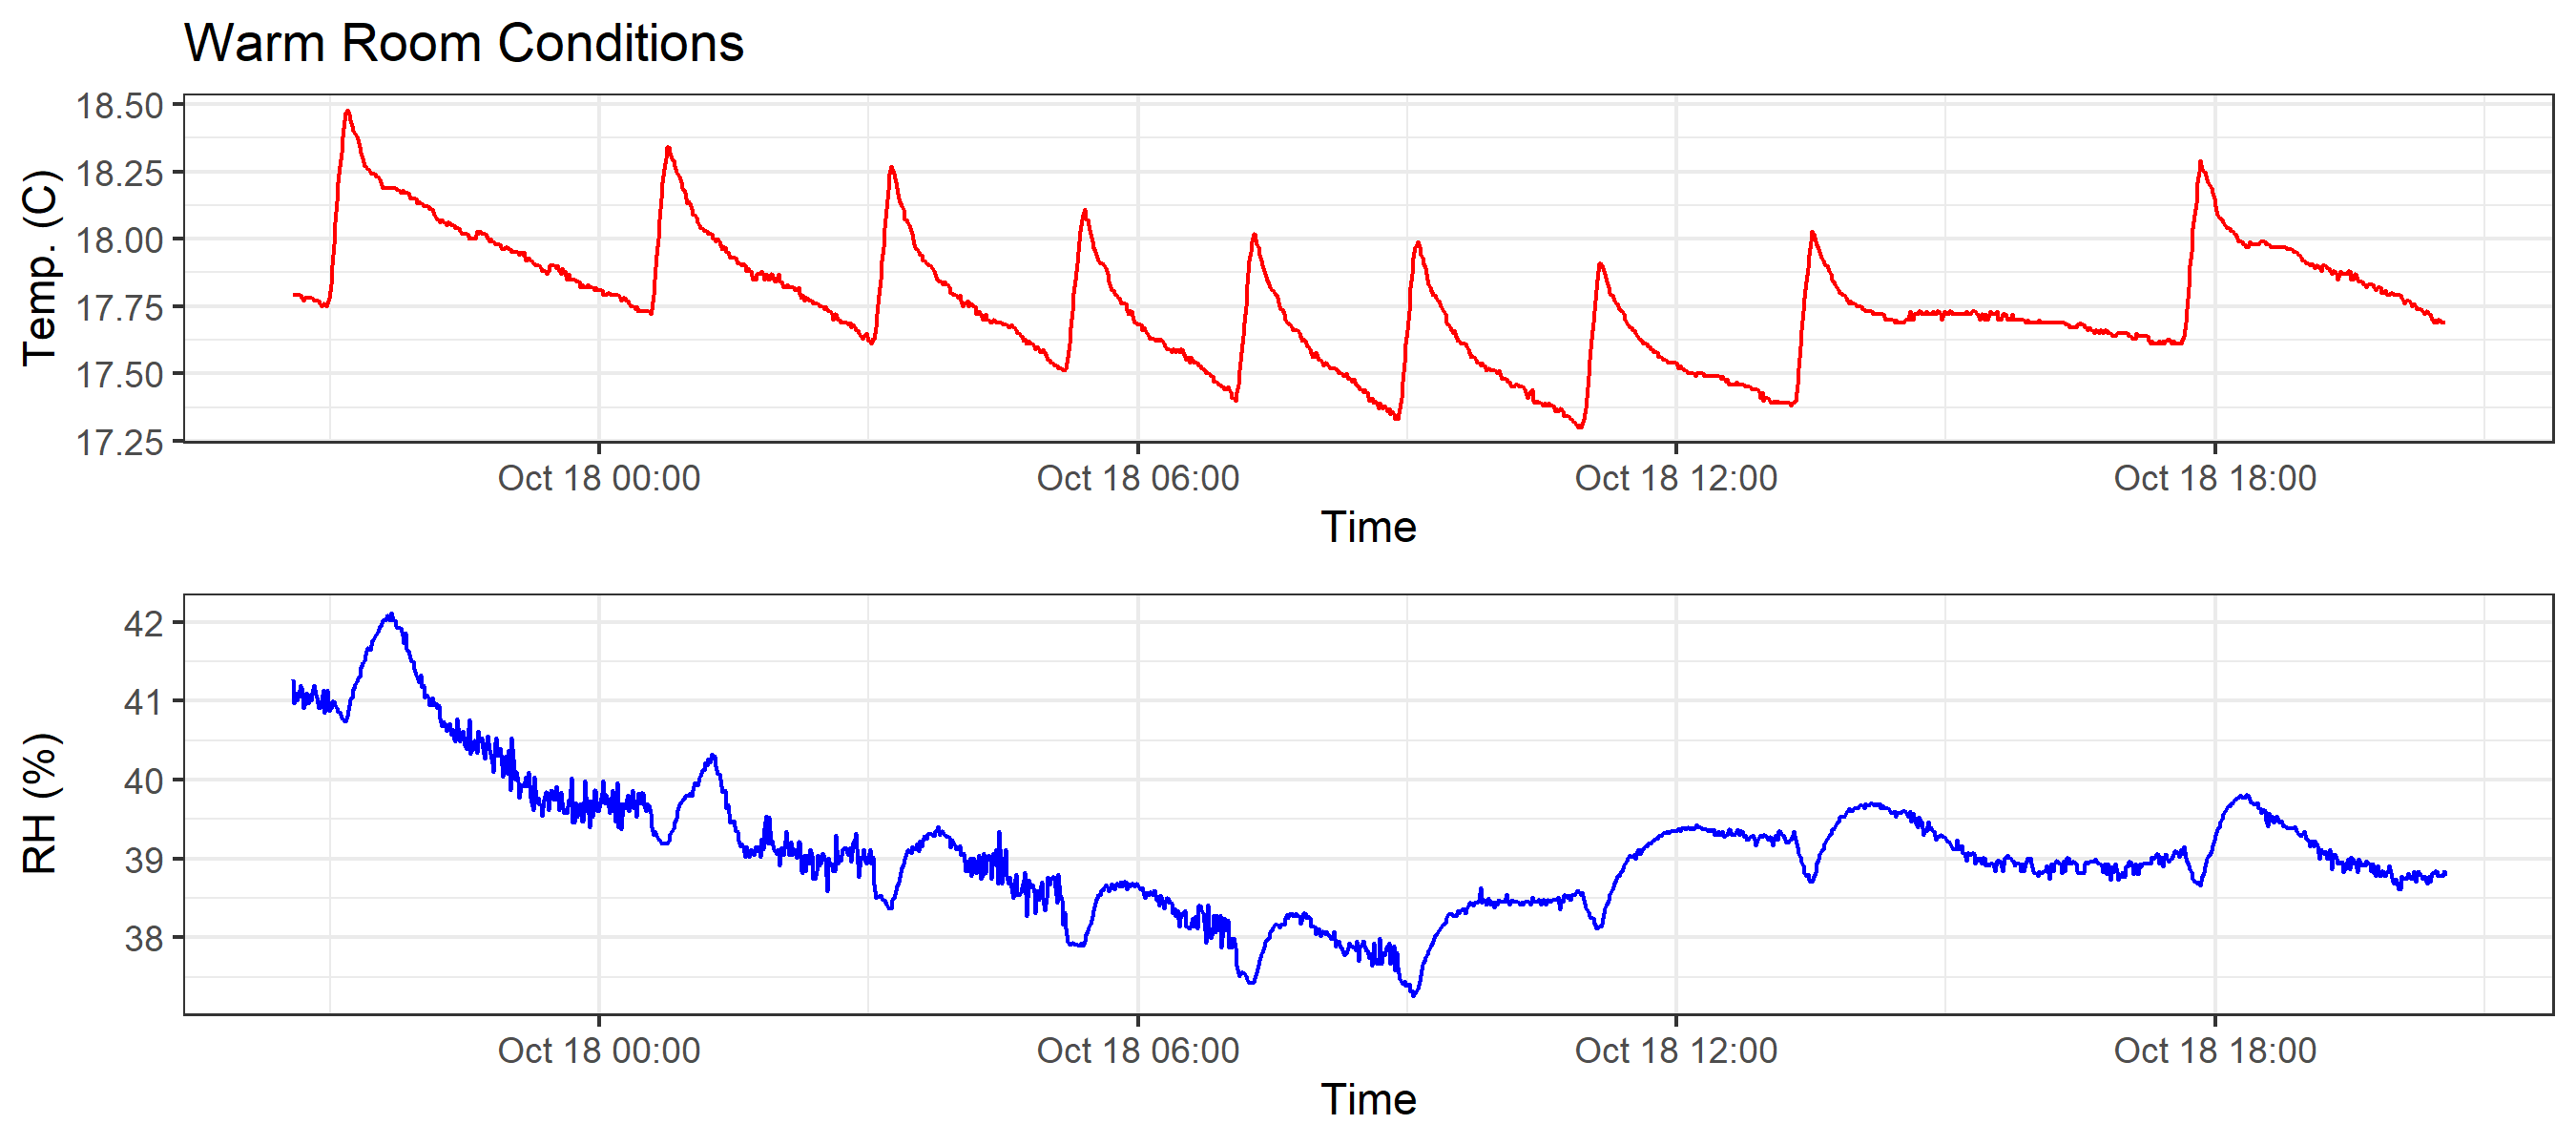 Warm Room Conditions
Temp. (C)
18.50
18.25
18.00
17.75
17.50
17.25
Oct 18 00:00 Oct 18 06:00 Oct 18 12:00 Oct 18 18:00
Time
RH (%)
42
41
40
39
38
Oct 18 00:00 Oct 18 06:00 Oct 18 12:00 Oct 18 18:00
Time